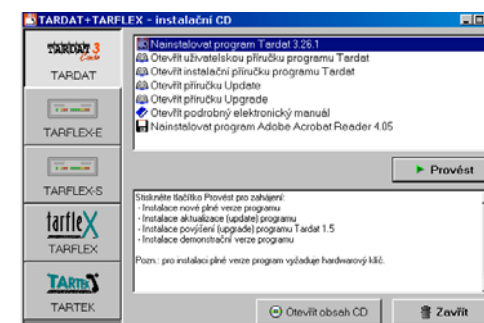 TARDAT+TARFLEX - instalační CD
TARDAT 3
TARDAT
TARFLEX-E
TARFLEX-S
tarfleX
TARFLEX
TARTEK
TARTEK
Nainstalovat program Tardat 3.26.1
Otevřít uživatelskou příručku programu Tardat
Otevřít instalační příručku programu Tardat
Otevřít příručku Update
Otevřít příručku Upgrade
Otevřít podrobný elektronický manuál
Nainstalovat program Adobe Acrobat Reader 4.05
Provést
Stiskněte tlačítko Provést pro zahájení:
- Instalace nové plné verze programu
- Instalace aktualizace (update) programu
- Instalace povýšení (upgrade) programu Tardat 1.5
- Instalace demonstrační verze programu
Pozn.: pro instalaci plné verze program vyžaduje hardwarový klíč.
Otevřít obsah CD
Zavřít